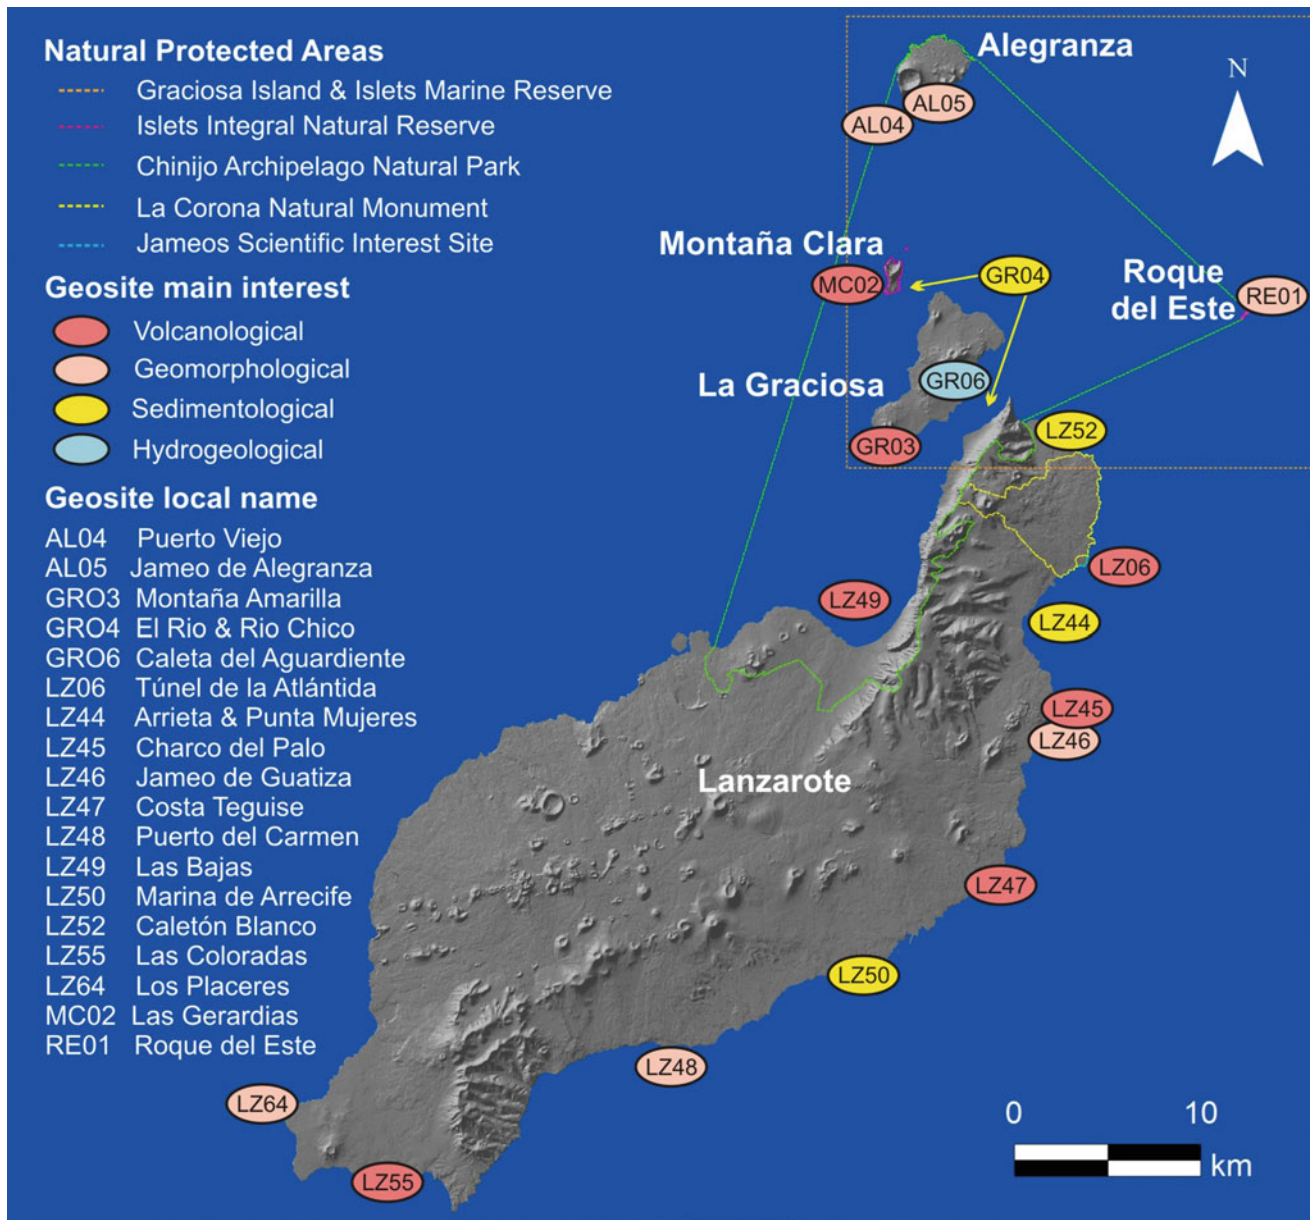 Natural Protected Areas
Graciosa Island & Islets Marine Reserve
Islets Integral Natural Reserve
Chinijo Archipelago Natural Park
La Corona Natural Monument
Jameos Scientific Interest Site
Geosite main interest
Volcanological
Geomorphological
Sedimentological
Hydrogeological
Geosite local name
AL04 Puerto Viejo
AL05 Jameo de Alegranza
GRO3 Montaña Amarilla
GRO4 El Rio & Rio Chico
GRO6 Caleta del Aguardiente
LZ06 Túnel de la Atlántida
LZ44 Arrieta & Punta Mujeres
LZ45 Charco del Palo
LZ46 Jameo de Guatiza
LZ47 Costa Teguise
LZ48 Puerto del Carmen
LZ49 Las Bajas
LZ50 Marina de Arrecife
LZ52 Caletón Blanco
LZ55 Las Coloradas
LZ64 Los Placeres
MC02 Las Gerardias
RE01 Roque del Este
Alegranza
N
AL05
AL04
Montaña Clara
MC02
GR04
Roque
del Este
RE01
La Graciosa
GR06
GR03
LZ52
LZ06
LZ49
LZ44
LZ45
LZ46
Lanzarote
LZ47
LZ50
LZ48
LZ64
LZ55
0 10
km